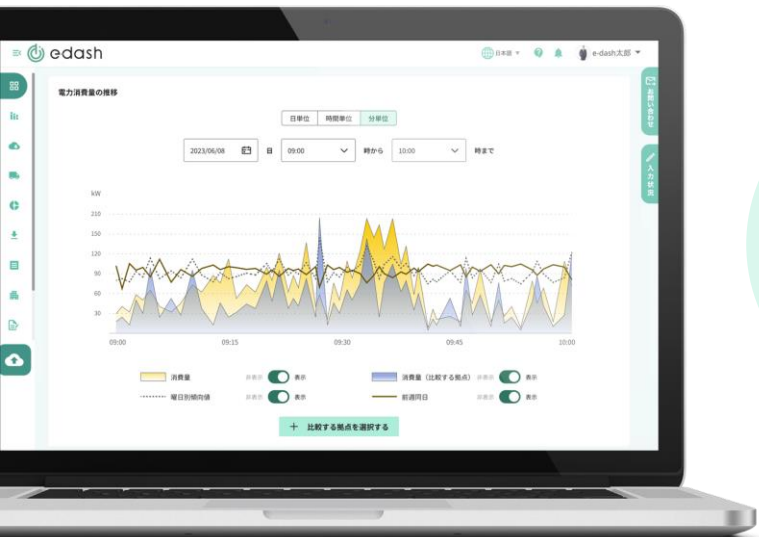 edash
日本語
e-dash太郎
電力消費量の推移
お問い合わせ
入力状況
日単位 時間単位 分単位
2023/06/08 日 09:00 時から 10:00 時まで
kW
210
150
120
90
60
30
09:00 09:15 09:30 09:45 10:00
消費量 非表示 表示 消費量（比較する拠点） 非表示 表示
曜日別傾向値 非表示 表示 前週同日 非表示 表示
＋ 比較する拠点を選択する